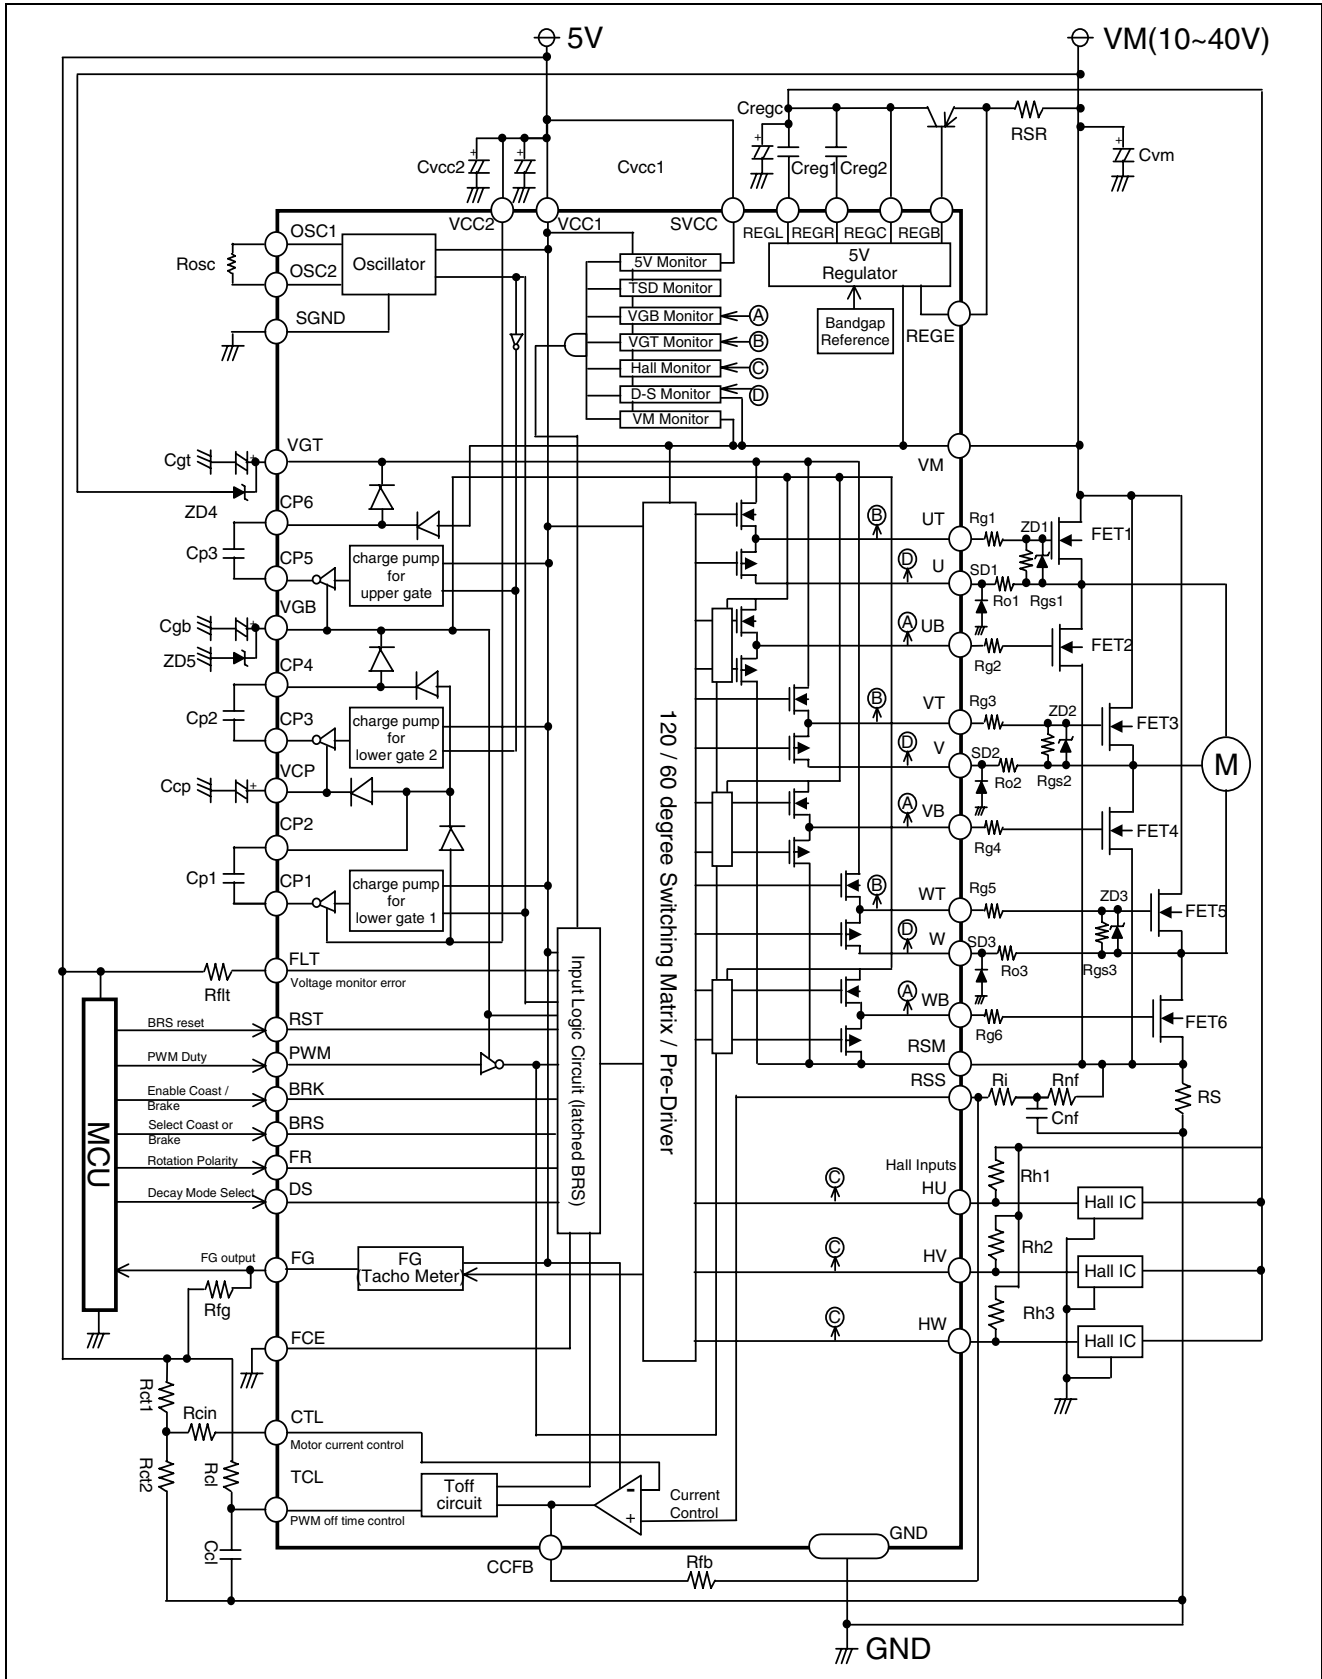 5V
VM(10~40V)
Cregc
RSR
Cvcc2
Cvcc1
Creg1
Creg2
Cvm
VCC2
VCC1
SVCC
REGL
REGR
REGC
REGB
OSC1
Rosc
OSC2
Oscillator
SGND
5V Monitor
TSD Monitor
VGB Monitor
A
VGT Monitor
B
Hall Monitor
C
D-S Monitor
D
VM Monitor
5V
Regulator
Bandgap
Reference
REGE
VM
VGT
Cgt
ZD4
CP6
Cp3
CP5
charge pump
for
upper gate
VGB
Cgb
ZD5
CP4
Cp2
CP3
charge pump
for
lower gate 2
VCP
Ccp
CP2
Cp1
CP1
charge pump
for
lower gate 1
B
UT
Rg1
ZD1
FET1
D
U
SD1
Ro1
Rgs1
A
UB
Rg2
FET2
B
VT
Rg3
ZD2
FET3
D
V
SD2
Ro2
Rgs2
M
A
VB
Rg4
FET4
B
WT
Rg5
ZD3
FET5
D
W
SD3
Ro3
Rgs3
A
WB
Rg6
FET6
RSM
RSS
Ri
Rnf
Cnf
RS
120 / 60 degree Switching Matrix / Pre-Driver
Input Logic Circuit (latched BRS)
FLT
Rflt
Voltage monitor error
MCU
BRS reset
RST
PWM Duty
PWM
Enable Coast /
Brake
BRK
Select Coast or
Brake
BRS
Rotation Polarity
FR
Decay Mode Select
DS
FG output
FG
Rfg
FG
(Tacho Meter)
FCE
Hall Inputs
C
HU
Rh1
Hall IC
C
HV
Rh2
Hall IC
C
HW
Rh3
Hall IC
Rct1
Rcin
CTL
Motor current control
Rct2
Rcl
TCL
PWM off time control
Toff
circuit
-
+
Current
Control
Ccl
CCFB
Rfb
GND
GND